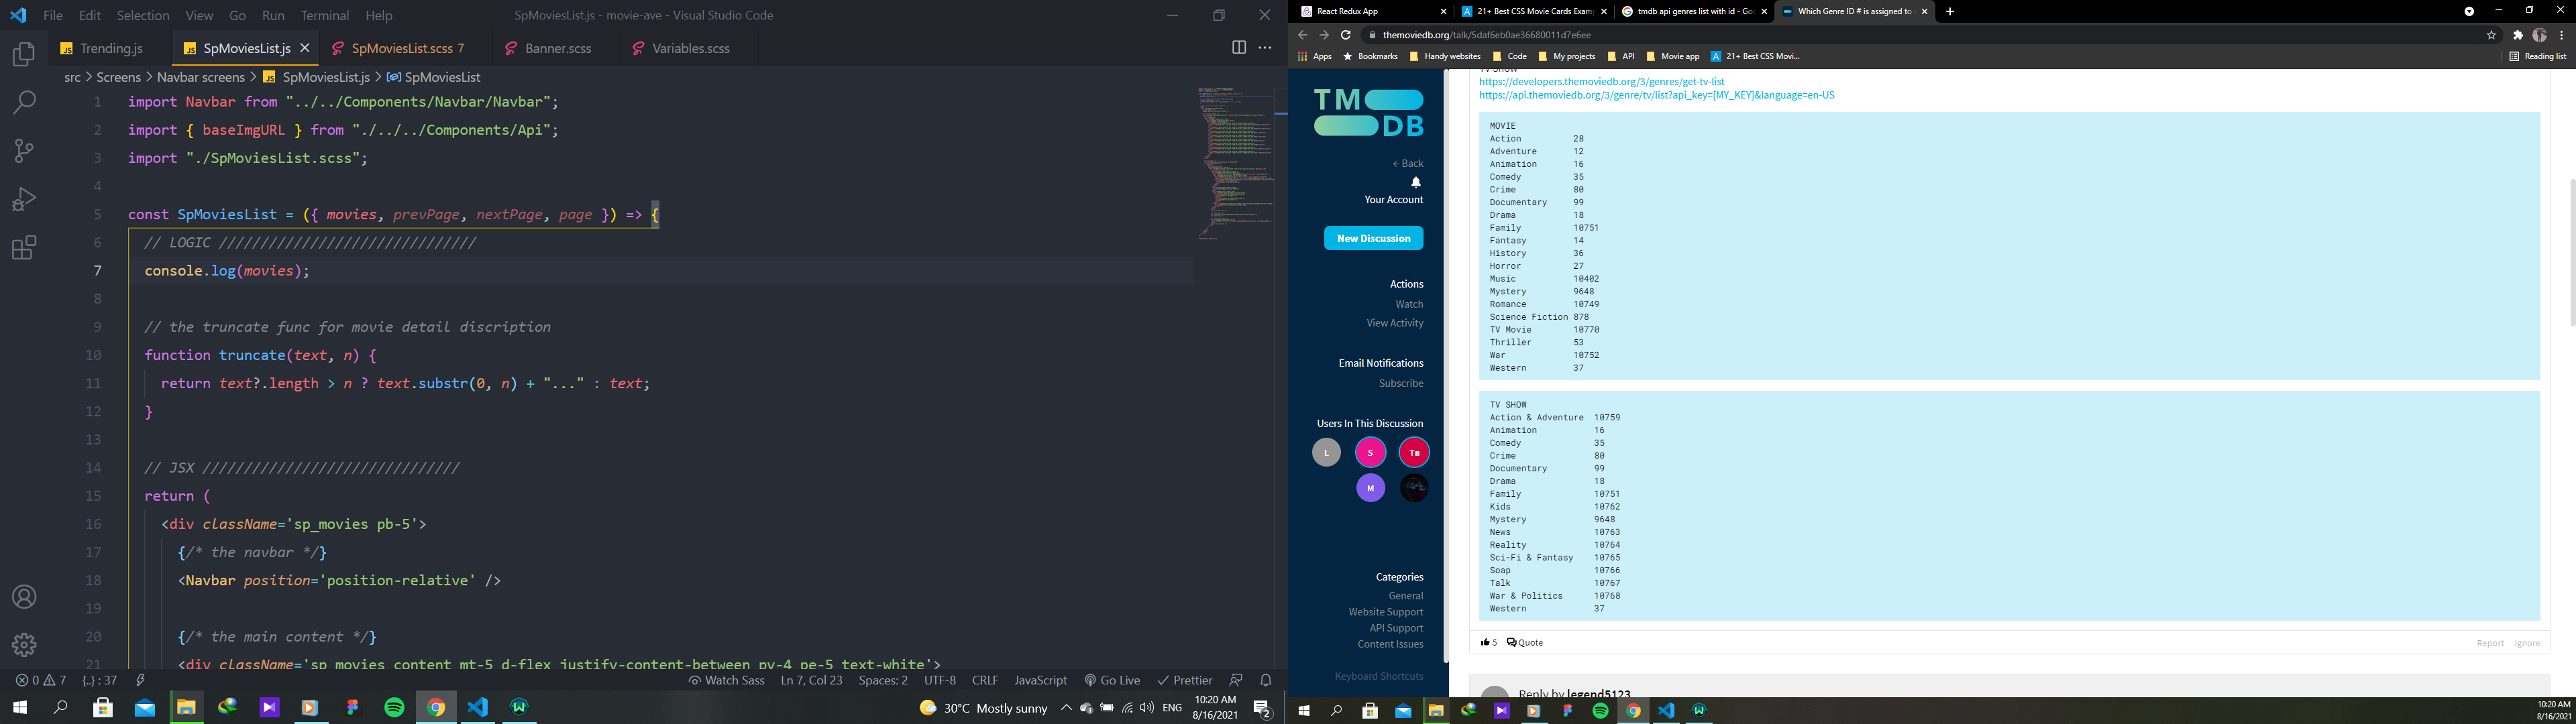 File Edit Selection View Go Run Terminal Help
SpMoviesList.js - movie-ave - Visual Studio Code
Trending.js
SpMoviesList.js
SpMoviesList.scss 7
Banner.scss
Variables.scss
src > Screens > Navbar screens > SpMoviesList.js > SpMoviesList
1 import Navbar from "../../Components/Navbar/Navbar";
2 import { baseImgURL } from "./../../Components/Api";
3 import "./SpMoviesList.scss";
4
5 const SpMoviesList = ({ movies, prevPage, nextPage, page }) => {
6 // LOGIC ///////////////////////////////
7 console.log(movies);
8
9 // the truncate func for movie detail discription
10 function truncate(text, n) {
11 return text?.length > n ? text.substr(0, n) + "..." : text;
12 }
13
14 // JSX ///////////////////////////////
15 return (
16 <div className='sp_movies pb-5'>
17 {/* the navbar */}
18 <Navbar position='position-relative' />
19
20 {/* the main content */}
21 <div className='sp_movies_content mt-5 d-flex justify-content-between py-4 pe-5 text-white'>
0 7 {..} : 37
Watch Sass Ln 7, Col 23 Spaces: 2 UTF-8 CRLF JavaScript Go Live Prettier
30°C Mostly sunny ENG
10:20 AM
8/16/2021
2
React Redux App
21+ Best CSS Movie Cards Exam
tmdb api genres list with id - Goo
Which Genre ID # is assigned to
themoviedb.org/talk/5daf6eb0ae36680011d7e6ee
Apps Bookmarks Handy websites Code My projects API Movie app 21+ Best CSS Movi... Reading list
TM
DB
← Back
Your Account
New Discussion
Actions
Watch
View Activity
Email Notifications
Subscribe
Users In This Discussion
L S TB
M
Categories
General
Website Support
API Support
Content Issues
Keyboard Shortcuts
TV Show
https://developers.themoviedb.org/3/genres/get-tv-list
https://api.themoviedb.org/3/genre/tv/list?api_key=[MY_KEY]&language=en-US
MOVIE
Action 28
Adventure 12
Animation 16
Comedy 35
Crime 80
Documentary 99
Drama 18
Family 10751
Fantasy 14
History 36
Horror 27
Music 10402
Mystery 9648
Romance 10749
Science Fiction 878
TV Movie 10770
Thriller 53
War 10752
Western 37
TV SHOW
Action & Adventure 10759
Animation 16
Comedy 35
Crime 80
Documentary 99
Drama 18
Family 10751
Kids 10762
Mystery 9648
News 10763
Reality 10764
Sci-Fi & Fantasy 10765
Soap 10766
Talk 10767
War & Politics 10768
Western 37
5 Quote
Report Ignore
Reply by legend5123
10:20 AM
8/16/2021